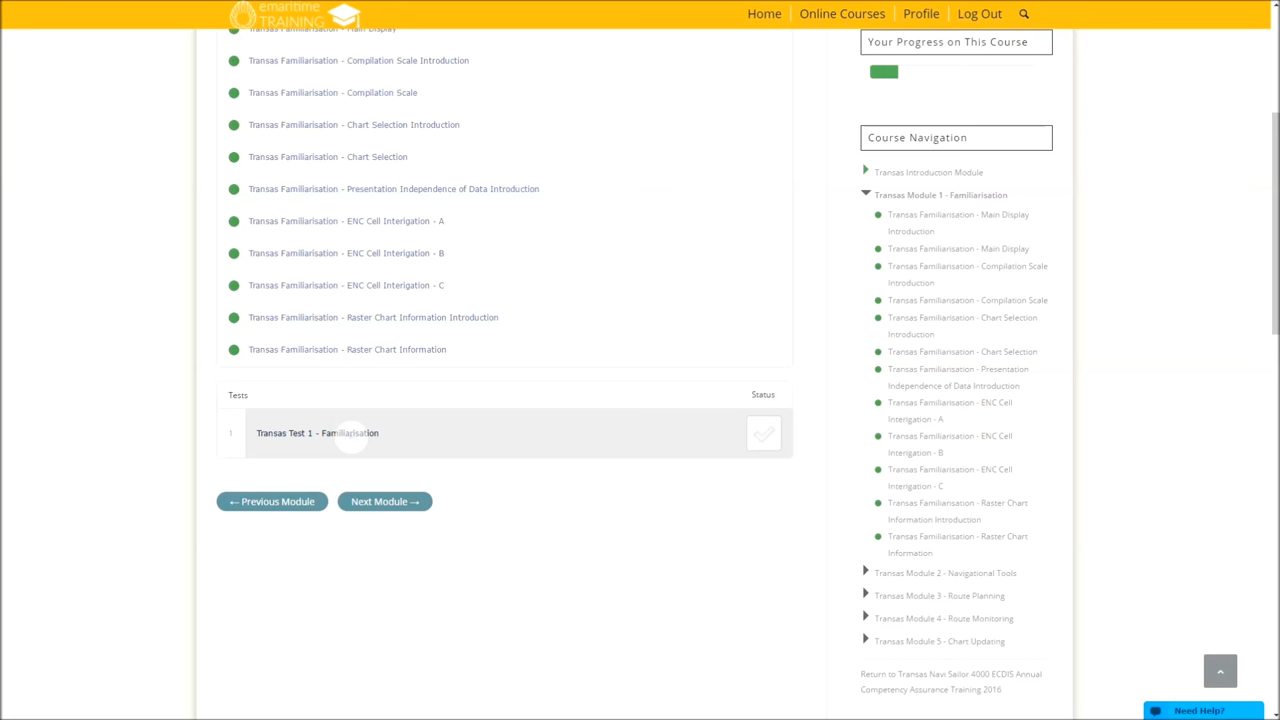 emaritime
TRAINING
Home
Online Courses
Profile
Log Out
Transas Familiarisation - Main Display
Transas Familiarisation - Compilation Scale Introduction
Transas Familiarisation - Compilation Scale
Transas Familiarisation - Chart Selection Introduction
Transas Familiarisation - Chart Selection
Transas Familiarisation - Presentation Independence of Data Introduction
Transas Familiarisation - ENC Cell Interigation - A
Transas Familiarisation - ENC Cell Interigation - B
Transas Familiarisation - ENC Cell Interigation - C
Transas Familiarisation - Raster Chart Information Introduction
Transas Familiarisation - Raster Chart Information
Tests
Status
1
Transas Test 1 - Familiarisation
← Previous Module
Next Module →
Your Progress on This Course
Course Navigation
Transas Introduction Module
Transas Module 1 - Familiarisation
Transas Familiarisation - Main Display
Introduction
Transas Familiarisation - Main Display
Transas Familiarisation - Compilation Scale
Introduction
Transas Familiarisation - Compilation Scale
Transas Familiarisation - Chart Selection
Introduction
Transas Familiarisation - Chart Selection
Transas Familiarisation - Presentation
Independence of Data Introduction
Transas Familiarisation - ENC Cell
Interigation - A
Transas Familiarisation - ENC Cell
Interigation - B
Transas Familiarisation - ENC Cell
Interigation - C
Transas Familiarisation - Raster Chart
Information Introduction
Transas Familiarisation - Raster Chart
Information
Transas Module 2 - Navigational Tools
Transas Module 3 - Route Planning
Transas Module 4 - Route Monitoring
Transas Module 5 - Chart Updating
Return to Transas Navi Sailor 4000 ECDIS Annual
Competency Assurance Training 2016
Need Help?